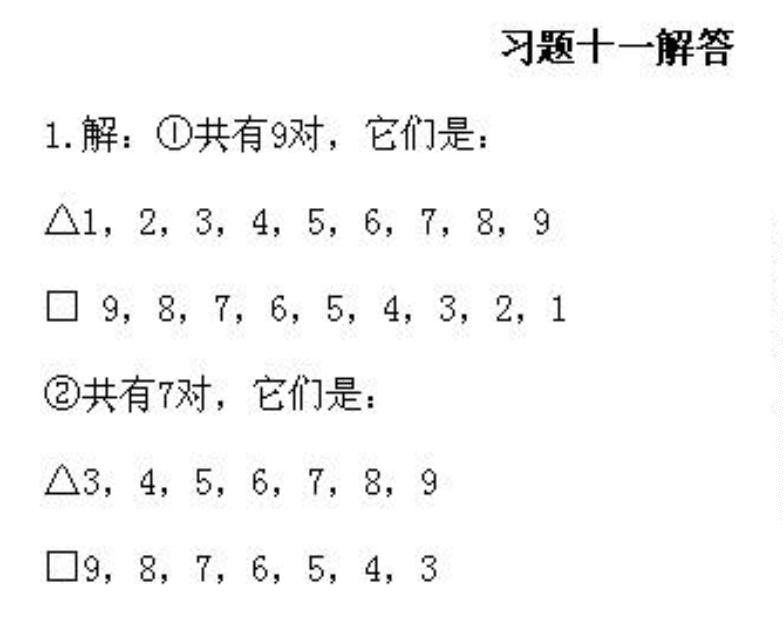 习题十一解答
1.解：①共有9对，它们是：
△1，2，3，4，5，6，7，8，9
□ 9，8，7，6，5，4，3，2，1
②共有7对，它们是：
△3，4，5，6，7，8，9
□9，8，7，6，5，4，3